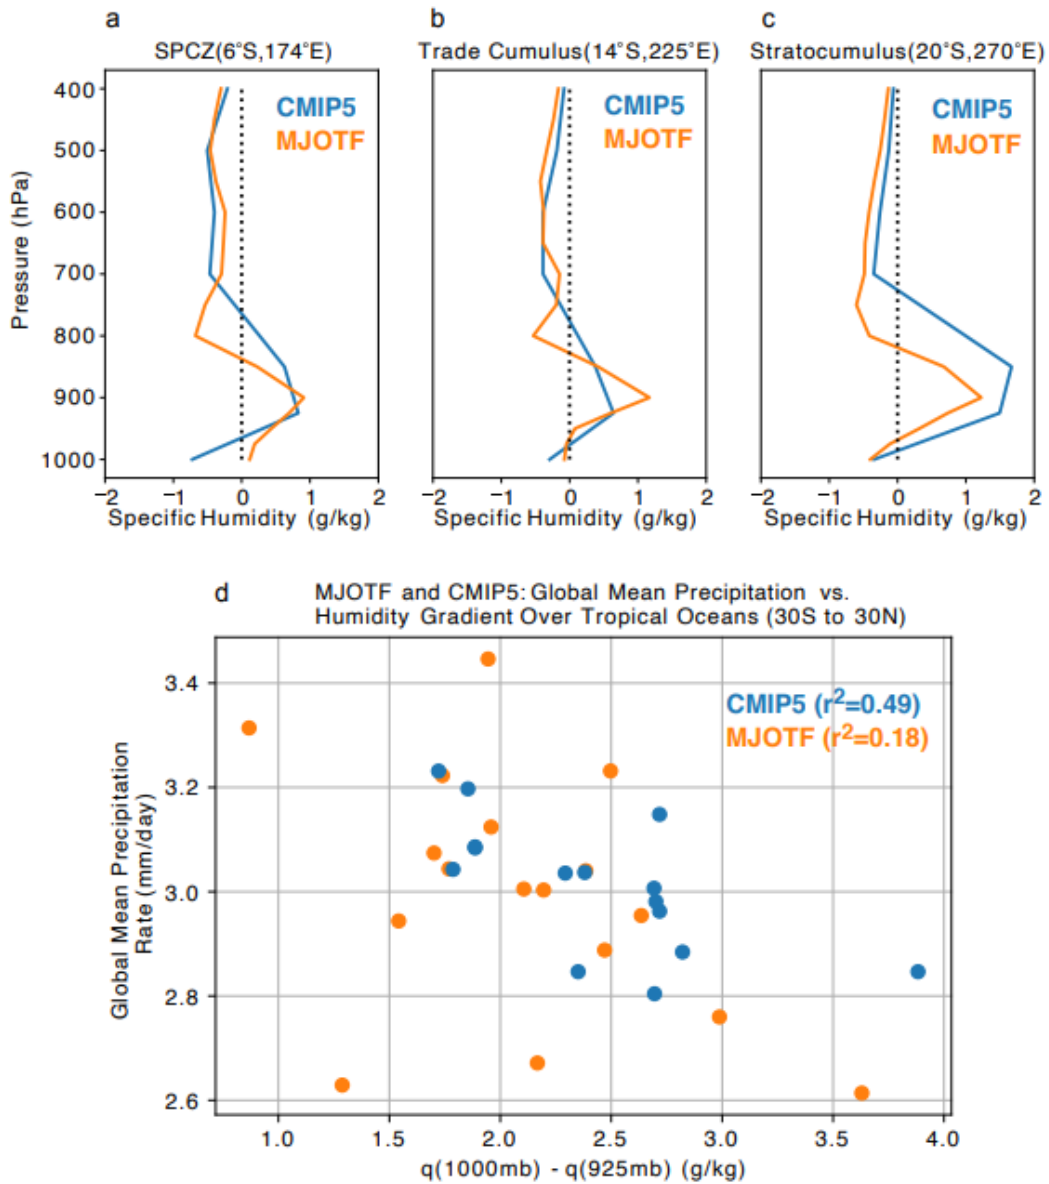 a
SPCZ(6°S,174°E)
b
Trade Cumulus(14°S,225°E)
c
Stratocumulus(20°S,270°E)
CMIP5
MJOTF
CMIP5
MJOTF
CMIP5
MJOTF
Pressure (hPa)
400
500
600
700
800
900
1000
−2 −1 0 1 2
Specific Humidity (g/kg)
−2 −1 0 1 2
Specific Humidity (g/kg)
−2 −1 0 1 2
Specific Humidity (g/kg)
d
MJOTF and CMIP5: Global Mean Precipitation vs.
Humidity Gradient Over Tropical Oceans (30S to 30N)
CMIP5 (r²=0.49)
MJOTF (r²=0.18)
Global Mean Precipitation
Rate (mm/day)
3.4
3.2
3.0
2.8
2.6
1.0 1.5 2.0 2.5 3.0 3.5 4.0
q(1000mb) - q(925mb) (g/kg)